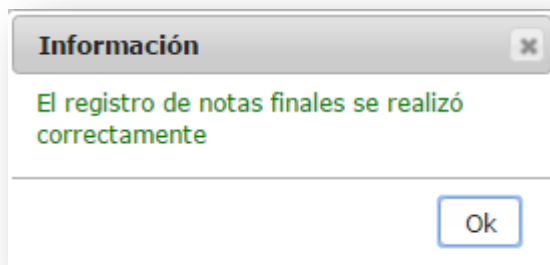 Información
El registro de notas finales se realizó
correctamente
Ok